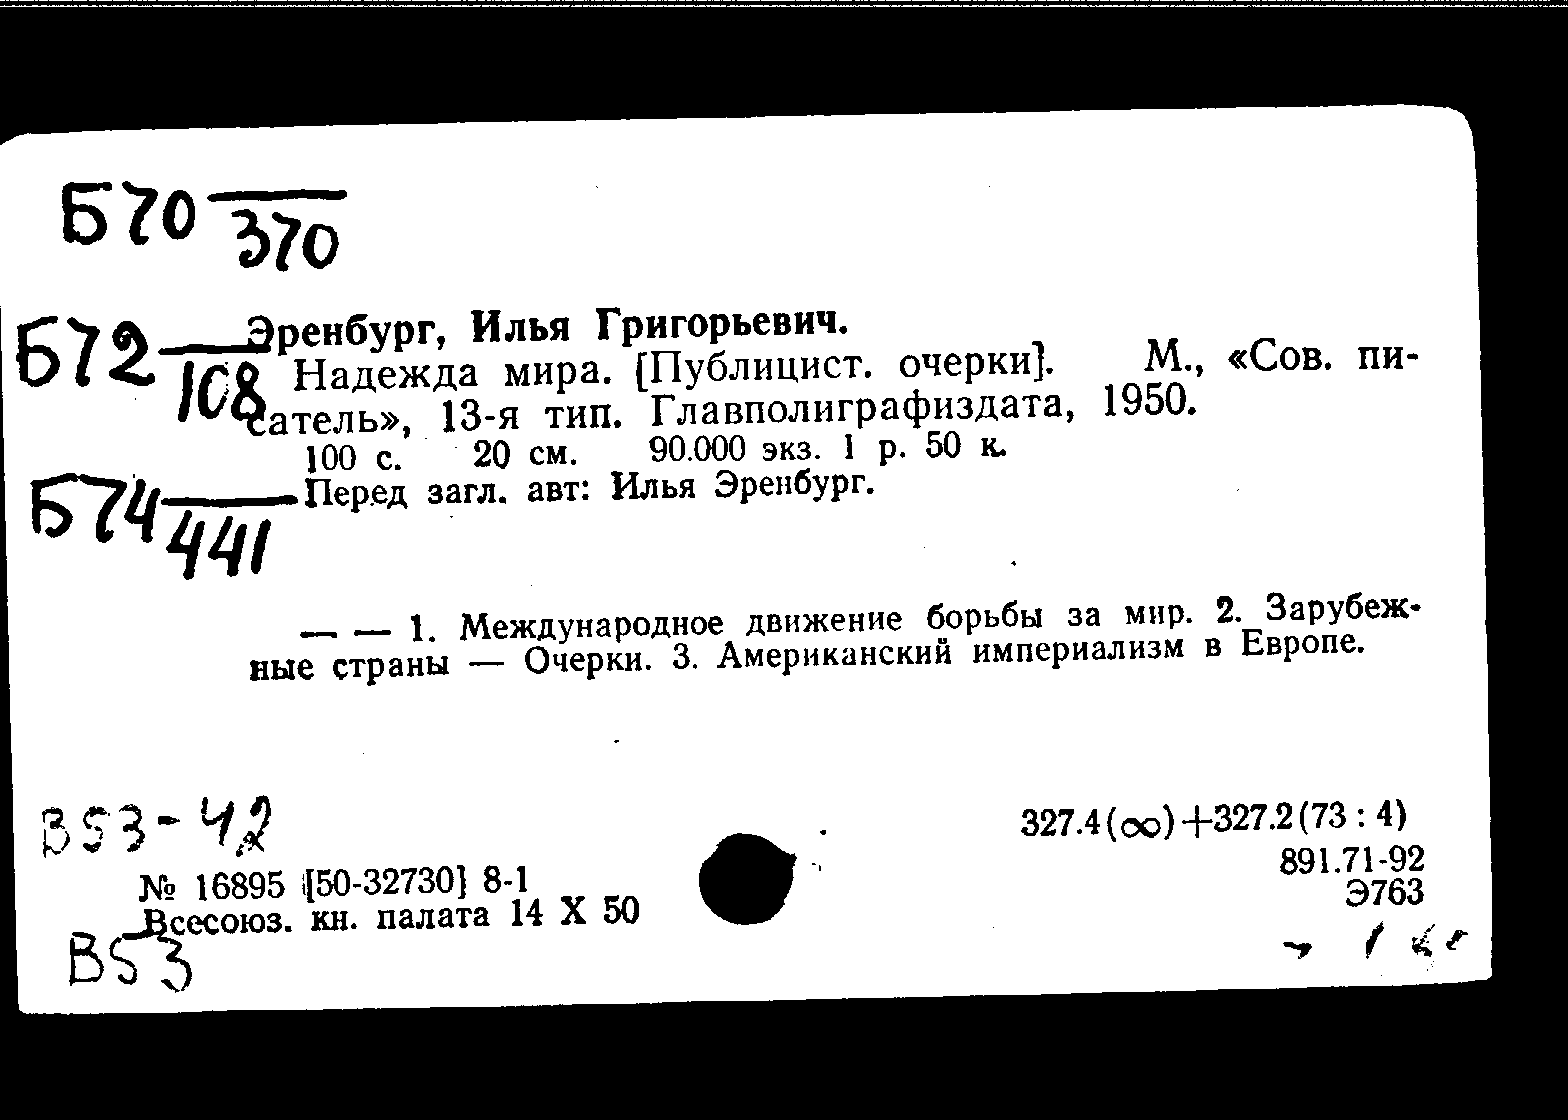 Б70 370
Эренбург, Илья Григорьевич.
Б72 108
Надежда мира. [Публицист. очерки]. М., «Сов. пи-
сатель», 13-я тип. Главполиграфиздата, 1950.
100 с. 20 см. 90.000 экз. 1 р. 50 к.
Б74 441
Перед загл. авт: Илья Эренбург.
— — 1. Международное движение борьбы за мир. 2. Зарубеж-
ные страны — Очерки. 3. Американский империализм в Европе.
В53-42
327.4(∞)+327.2(73 : 4)
891.71-92
№ 16895 [50-32730] 8-1
Э763
Всесоюз. кн. палата 14 X 50
В53